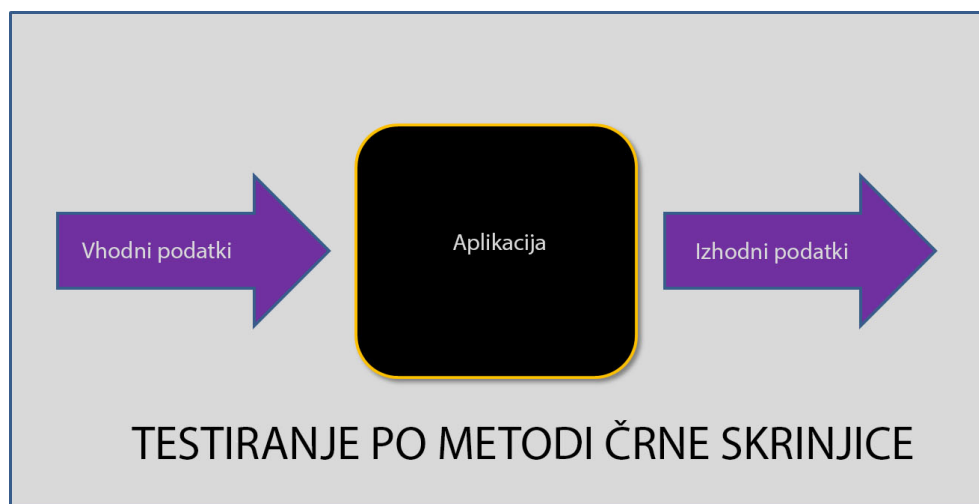 Vhodni podatki
Aplikacija
Izhodni podatki
TESTIRANJE PO METODI ČRNE SKRINJICE